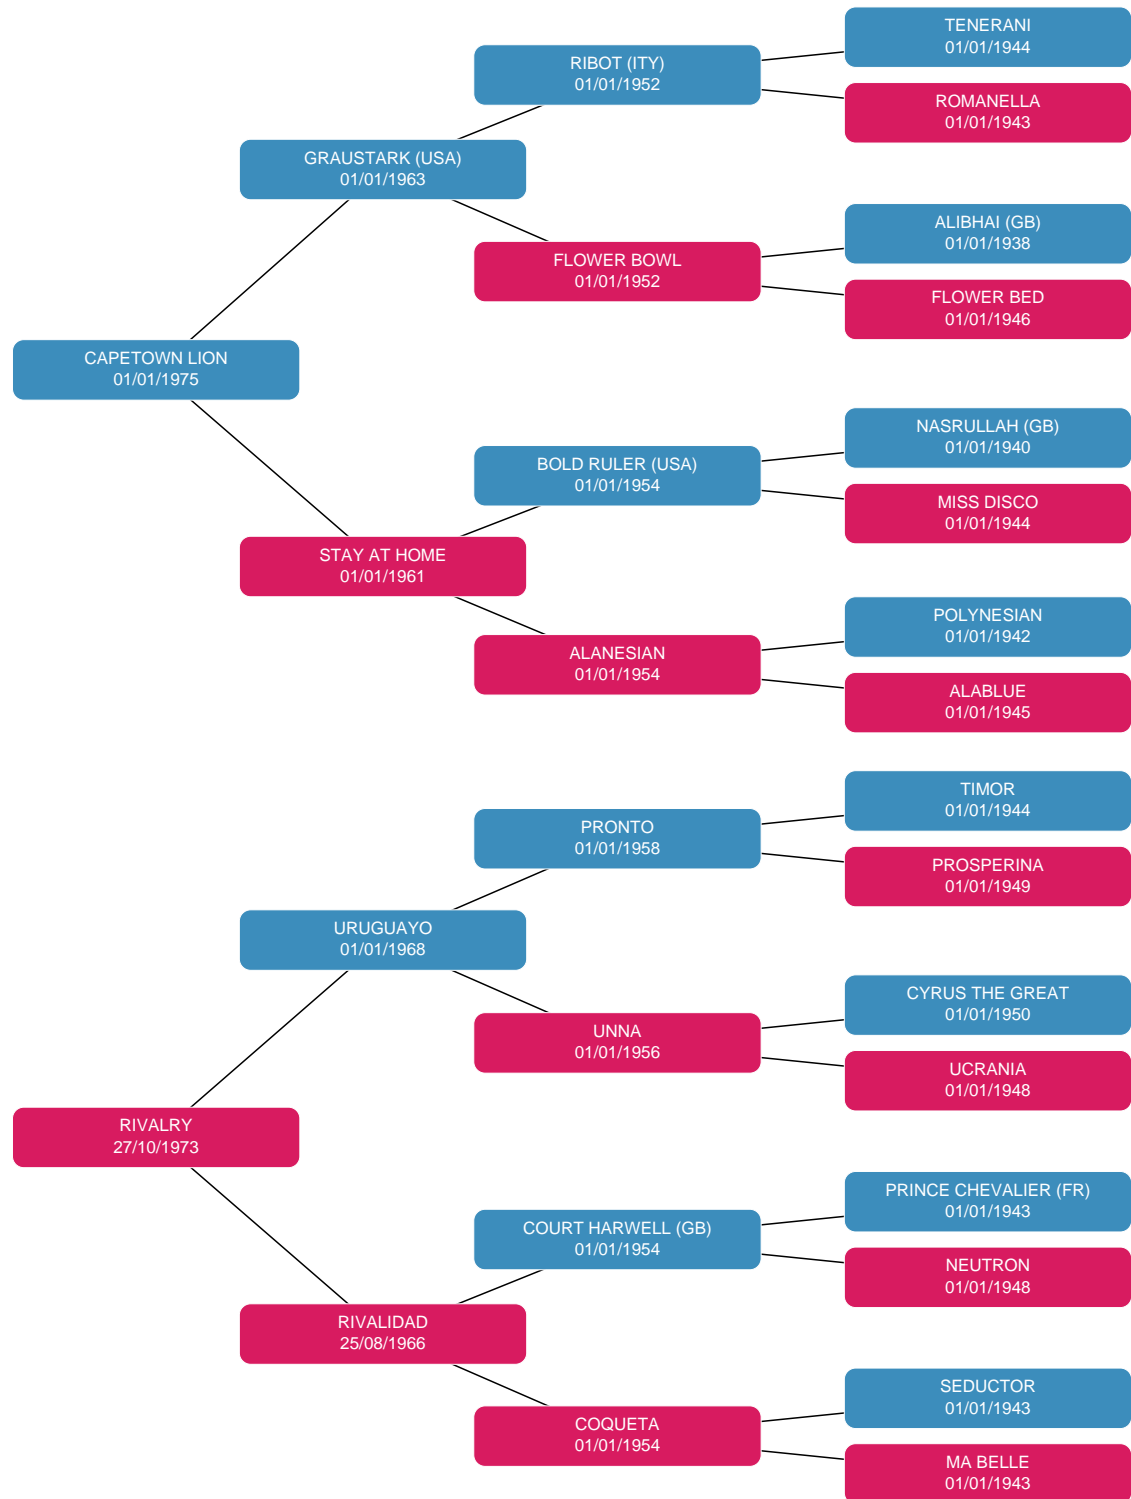 TENERANI
01/01/1944
RIBOT (ITY)
01/01/1952
ROMANELLA
01/01/1943
GRAUSTARK (USA)
01/01/1963
ALIBHAI (GB)
01/01/1938
FLOWER BOWL
01/01/1952
FLOWER BED
01/01/1946
CAPETOWN LION
01/01/1975
NASRULLAH (GB)
01/01/1940
BOLD RULER (USA)
01/01/1954
MISS DISCO
01/01/1944
STAY AT HOME
01/01/1961
POLYNESIAN
01/01/1942
ALANESIAN
01/01/1954
ALABLUE
01/01/1945
TIMOR
01/01/1944
PRONTO
01/01/1958
PROSPERINA
01/01/1949
URUGUAYO
01/01/1968
CYRUS THE GREAT
01/01/1950
UNNA
01/01/1956
UCRANIA
01/01/1948
RIVALRY
27/10/1973
PRINCE CHEVALIER (FR)
01/01/1943
COURT HARWELL (GB)
01/01/1954
NEUTRON
01/01/1948
RIVALIDAD
25/08/1966
SEDUCTOR
01/01/1943
COQUETA
01/01/1954
MA BELLE
01/01/1943